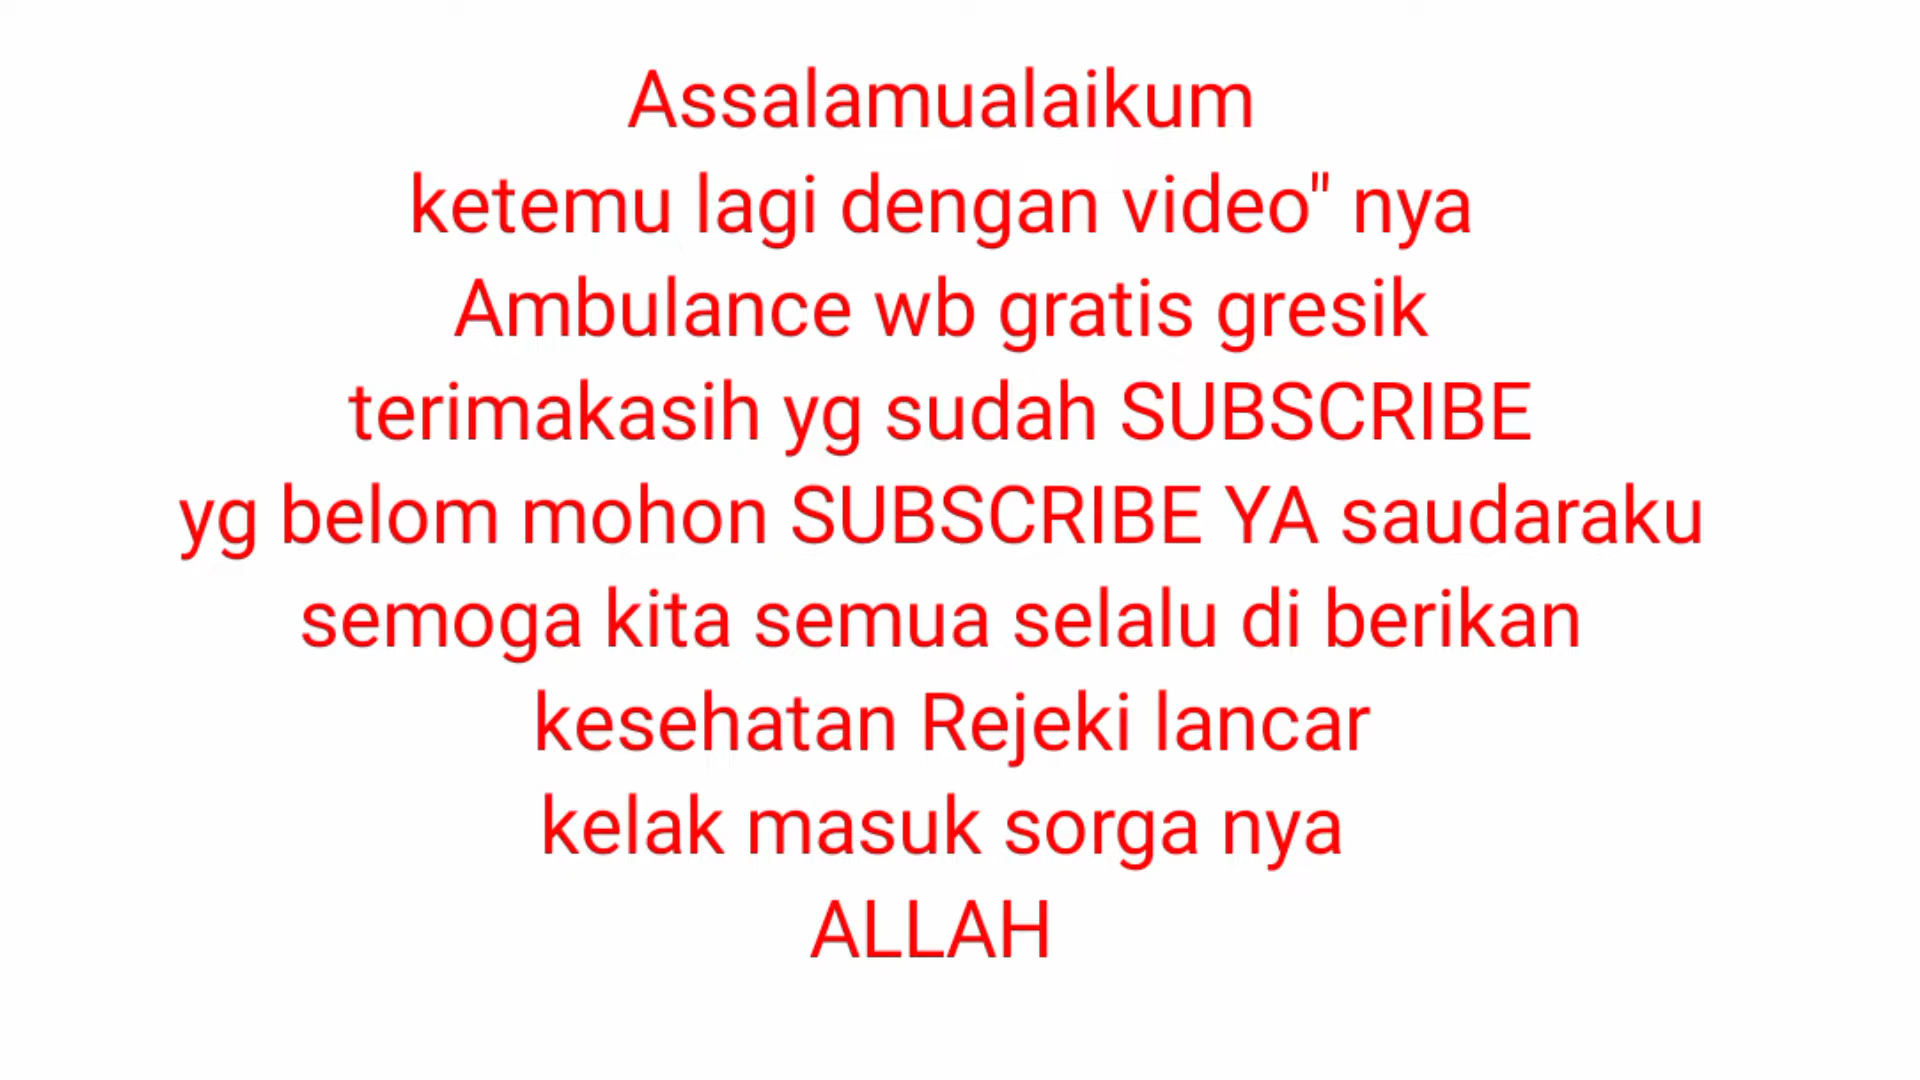 Assalamualaikum
ketemu lagi dengan video" nya
Ambulance wb gratis gresik
terimakasih yg sudah SUBSCRIBE
yg belom mohon SUBSCRIBE YA saudaraku
semoga kita semua selalu di berikan
kesehatan Rejeki lancar
kelak masuk sorga nya
ALLAH